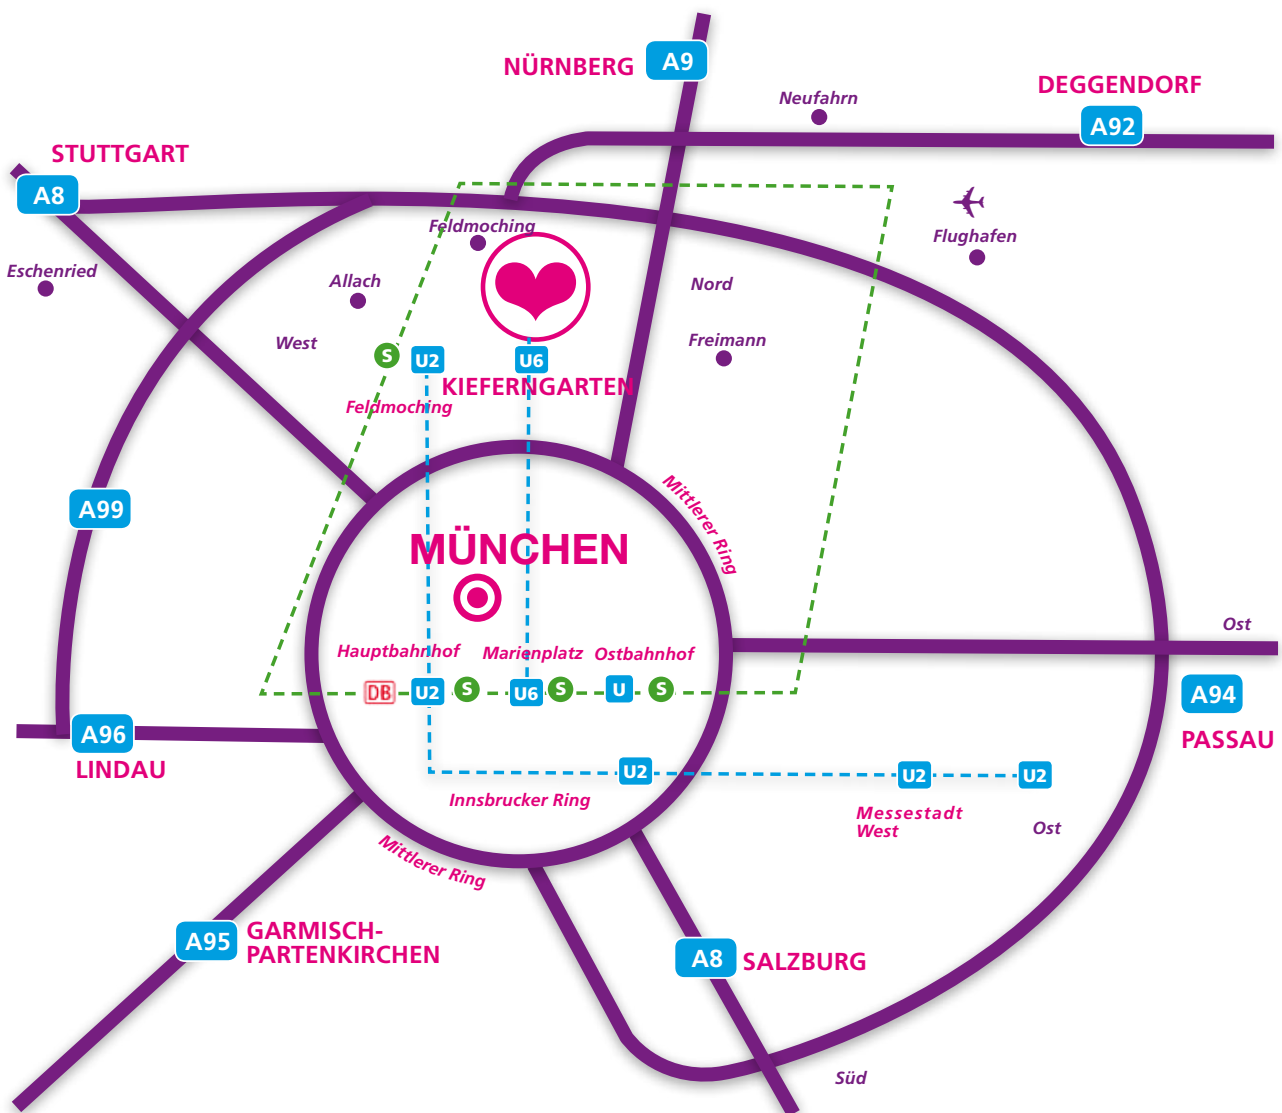 NÜRNBERG
A9
Neufahrn
DEGGENDORF
A92
STUTTGART
A8
Feldmoching
Flughafen
Eschenried
Allach
Nord
West
Freimann
S
U2
U6
KIEFERNGARTEN
Feldmoching
A99
Mittlerer Ring
MÜNCHEN
Ost
Hauptbahnhof
Marienplatz
Ostbahnhof
DB
U2
S
U6
S
U
S
A94
PASSAU
A96
LINDAU
U2
U2
U2
Innsbrucker Ring
Messestadt
West
Ost
Mittlerer Ring
A95
GARMISCH-
PARTENKIRCHEN
A8
SALZBURG
Süd